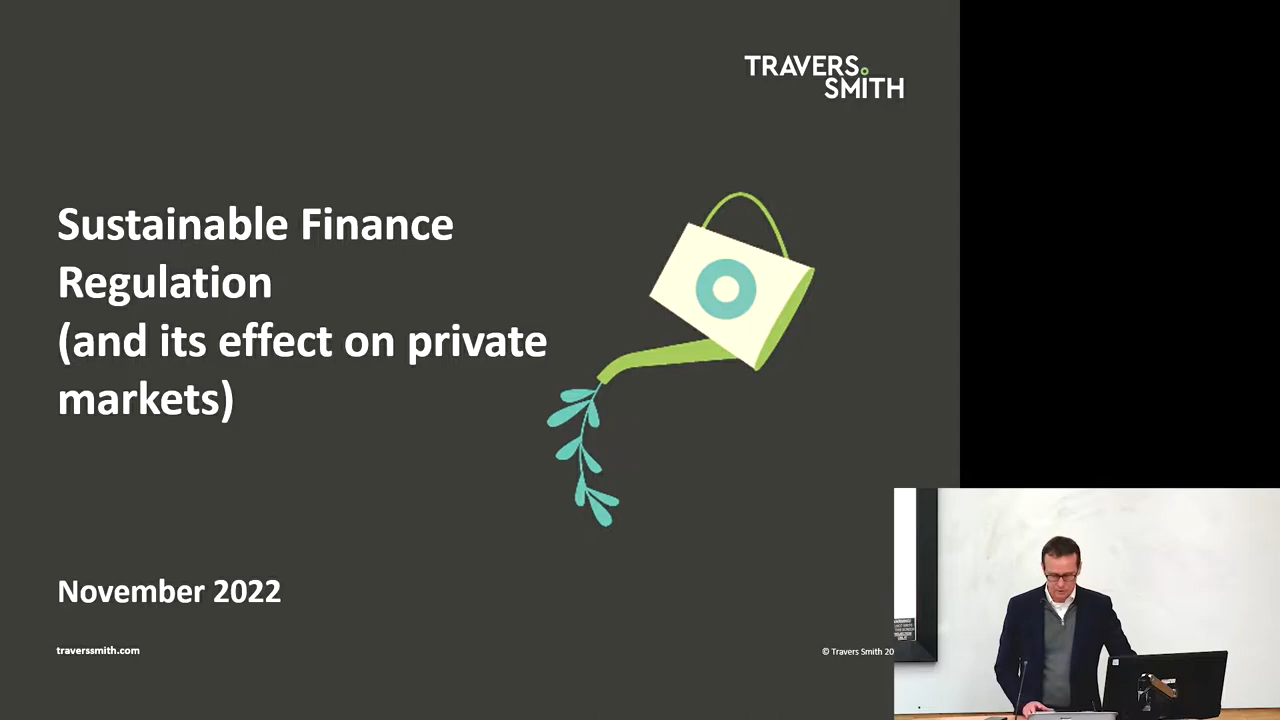 TRAVERS
SMITH
Sustainable Finance
Regulation
(and its effect on private
markets)
November 2022
traverssmith.com
© Travers Smith 20